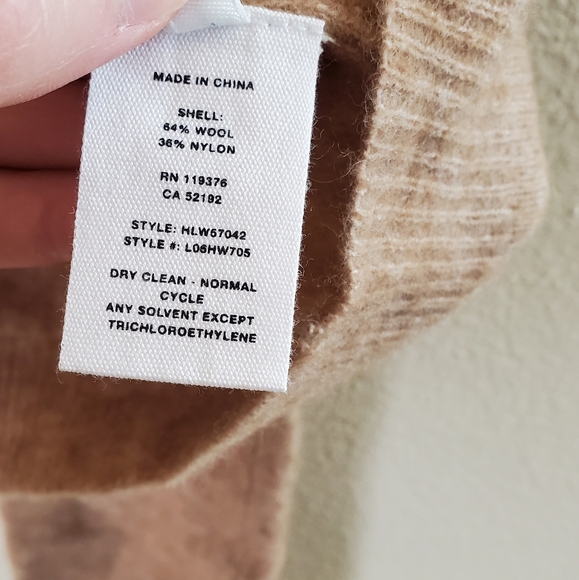 MADE IN CHINA
SHELL:
64% WOOL
36% NYLON
RN 119376
CA 52192
STYLE: HLW57042
STYLE #: L06HW705
DRY CLEAN - NORMAL
CYCLE
ANY SOLVENT EXCEPT
TRICHLOROETHYLENE